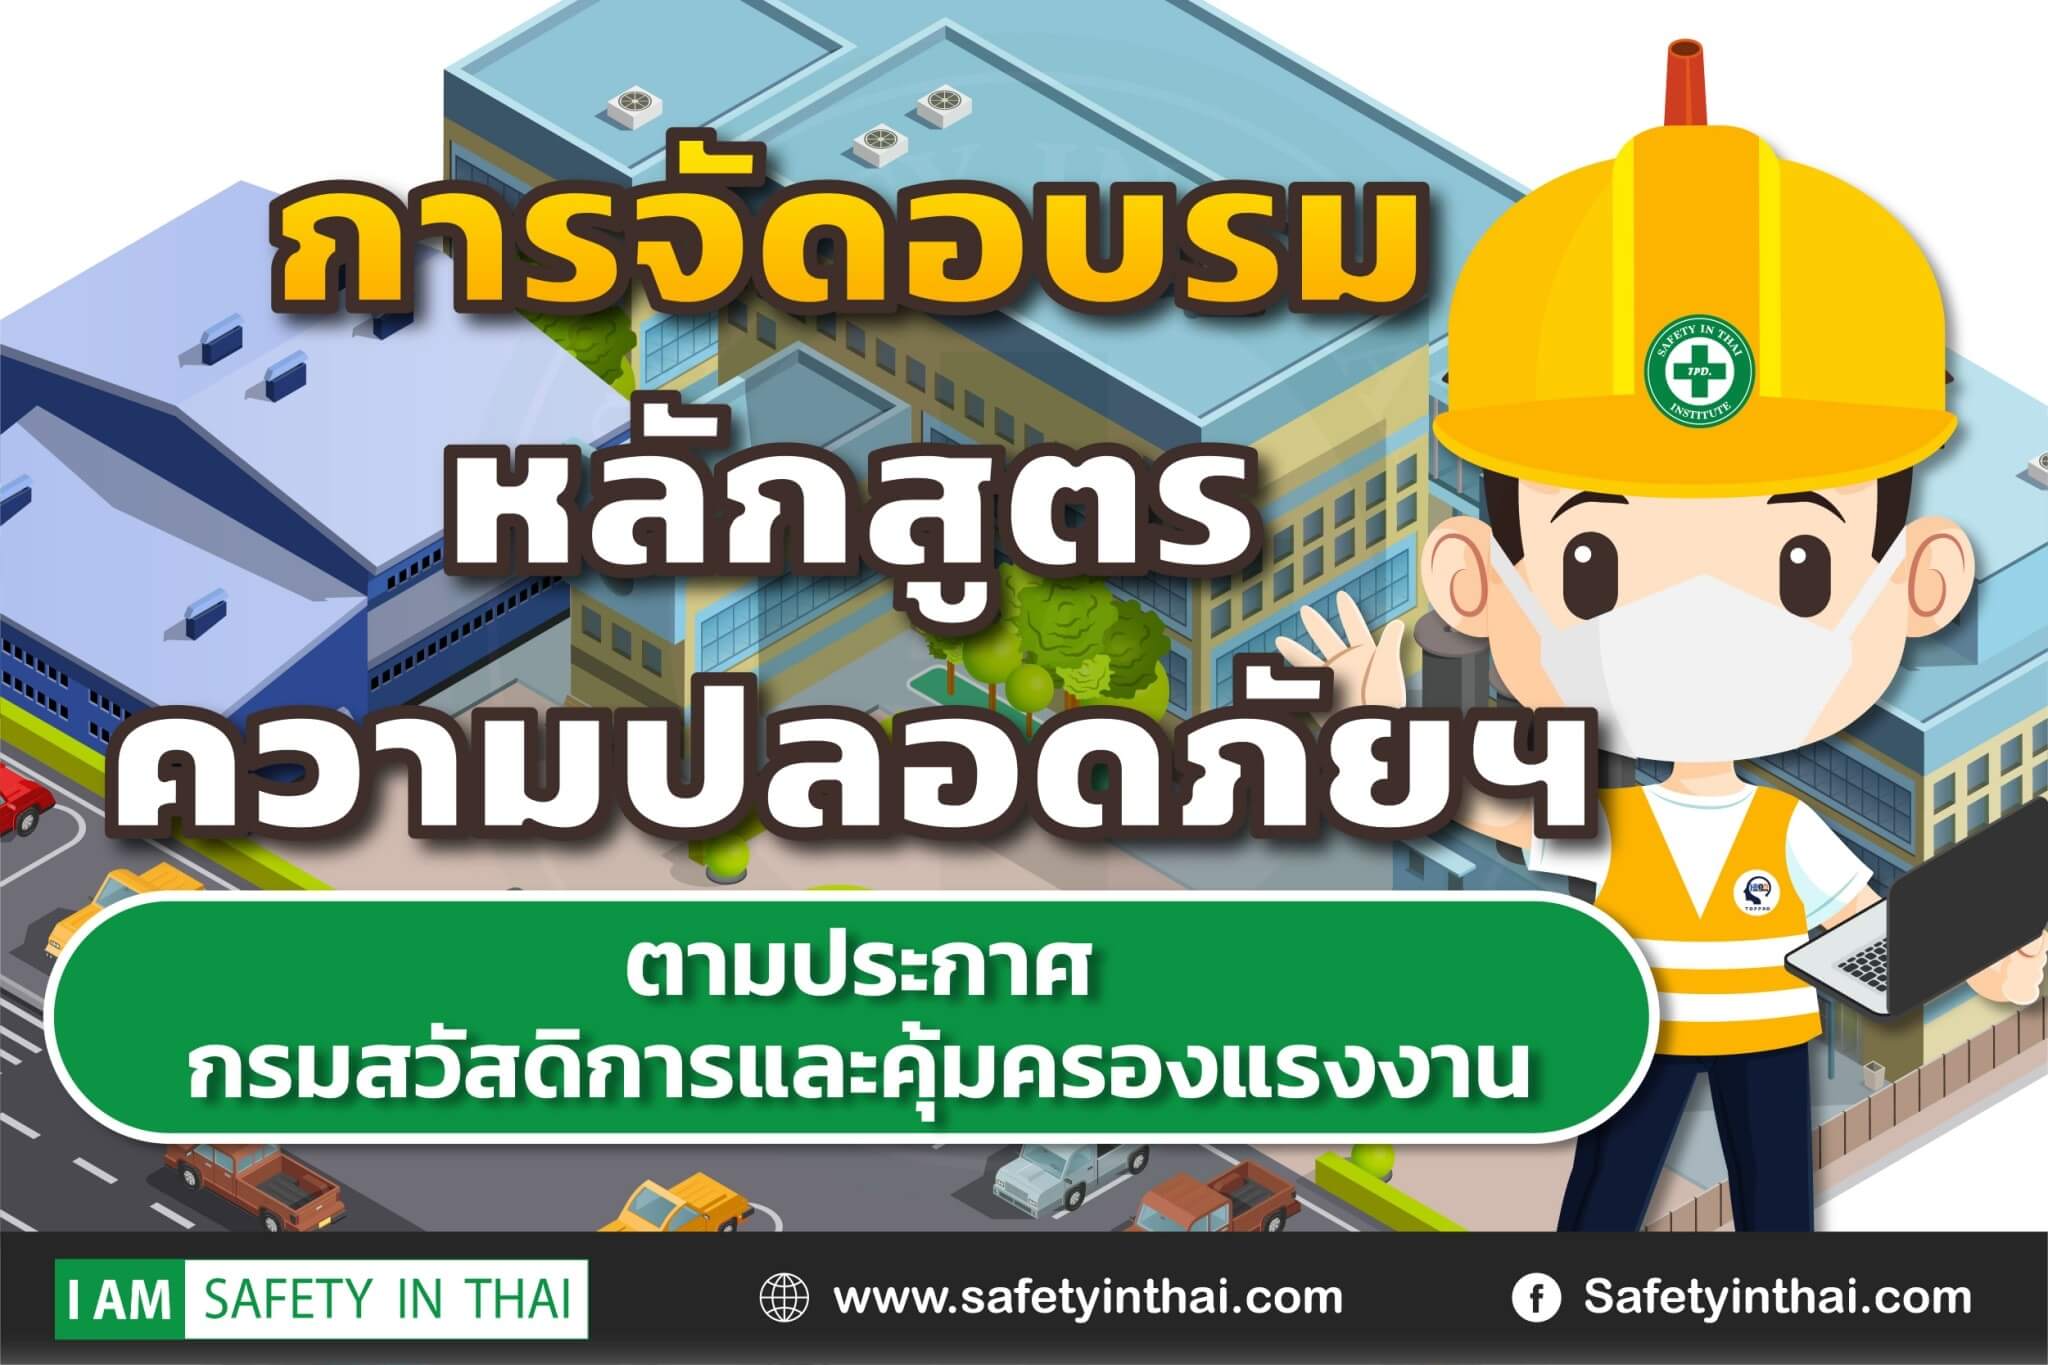 การจัดอบรม
หลักสูตร
ความปลอดภัยฯ
ตามประกาศ
กรมสวัสดิการและคุ้มครองแรงงาน
SAFETY IN THAI
TPD.
INSTITUTE
I AM SAFETY IN THAI
www.safetyinthai.com
Safetyinthai.com